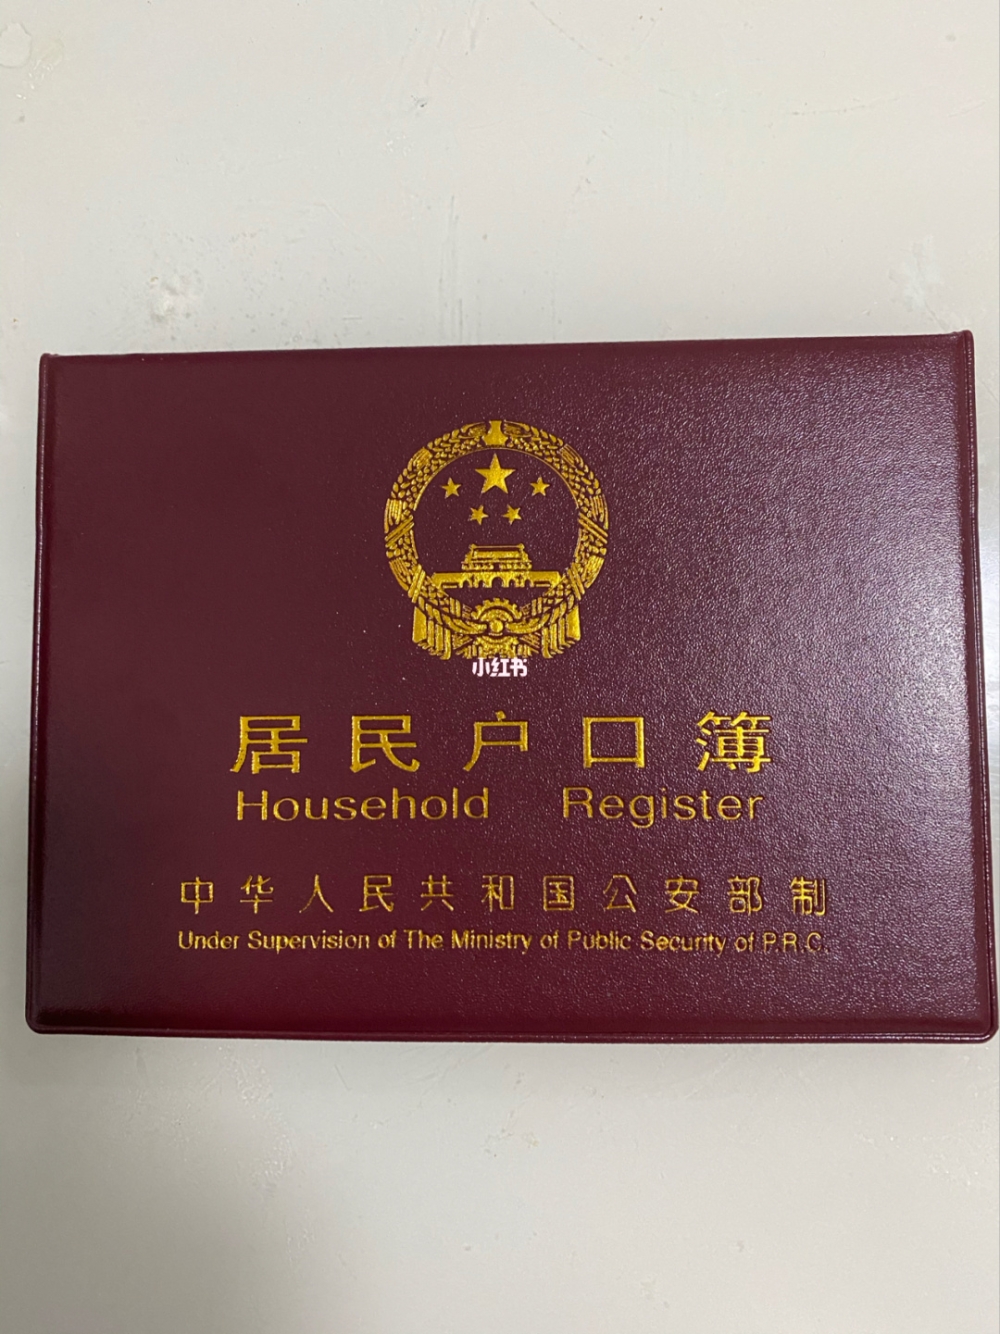 小红书
居民户口簿
Household Register
中华人民共和国公安部制
Under Supervision of The Ministry of Public Security of P.R.C.